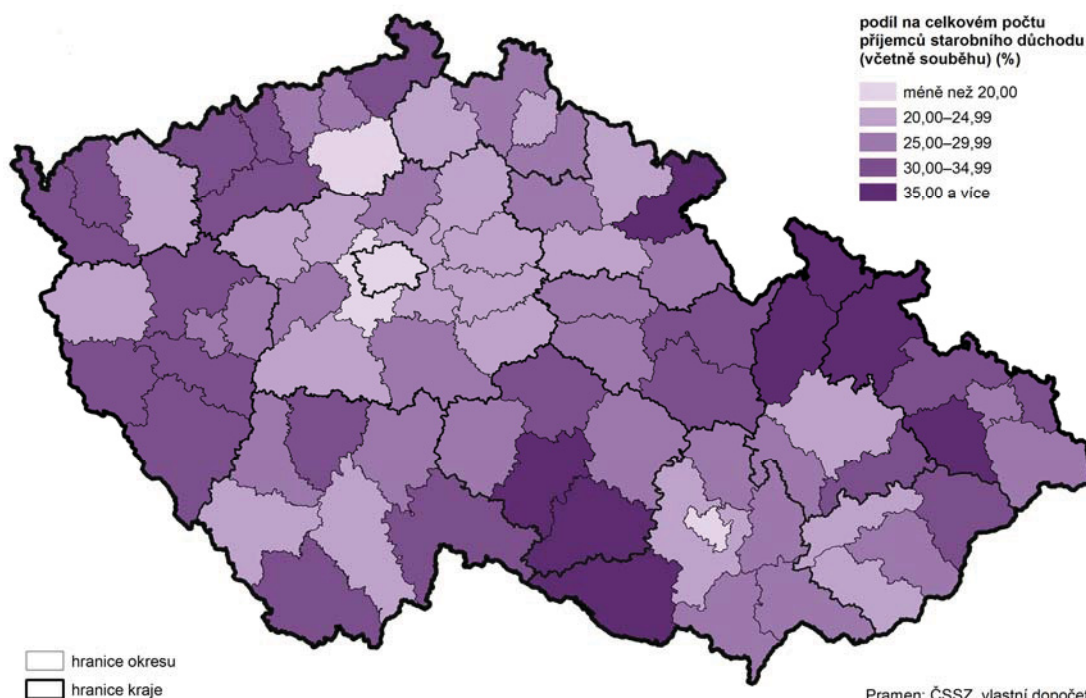 podíl na celkovém počtu
příjemců starobního důchodu
(včetně souběhu) (%)
méně než 20,00
20,00–24,99
25,00–29,99
30,00–34,99
35,00 a více
hranice okresu
hranice kraje
Pramen: ČSSZ, vlastní dopočet